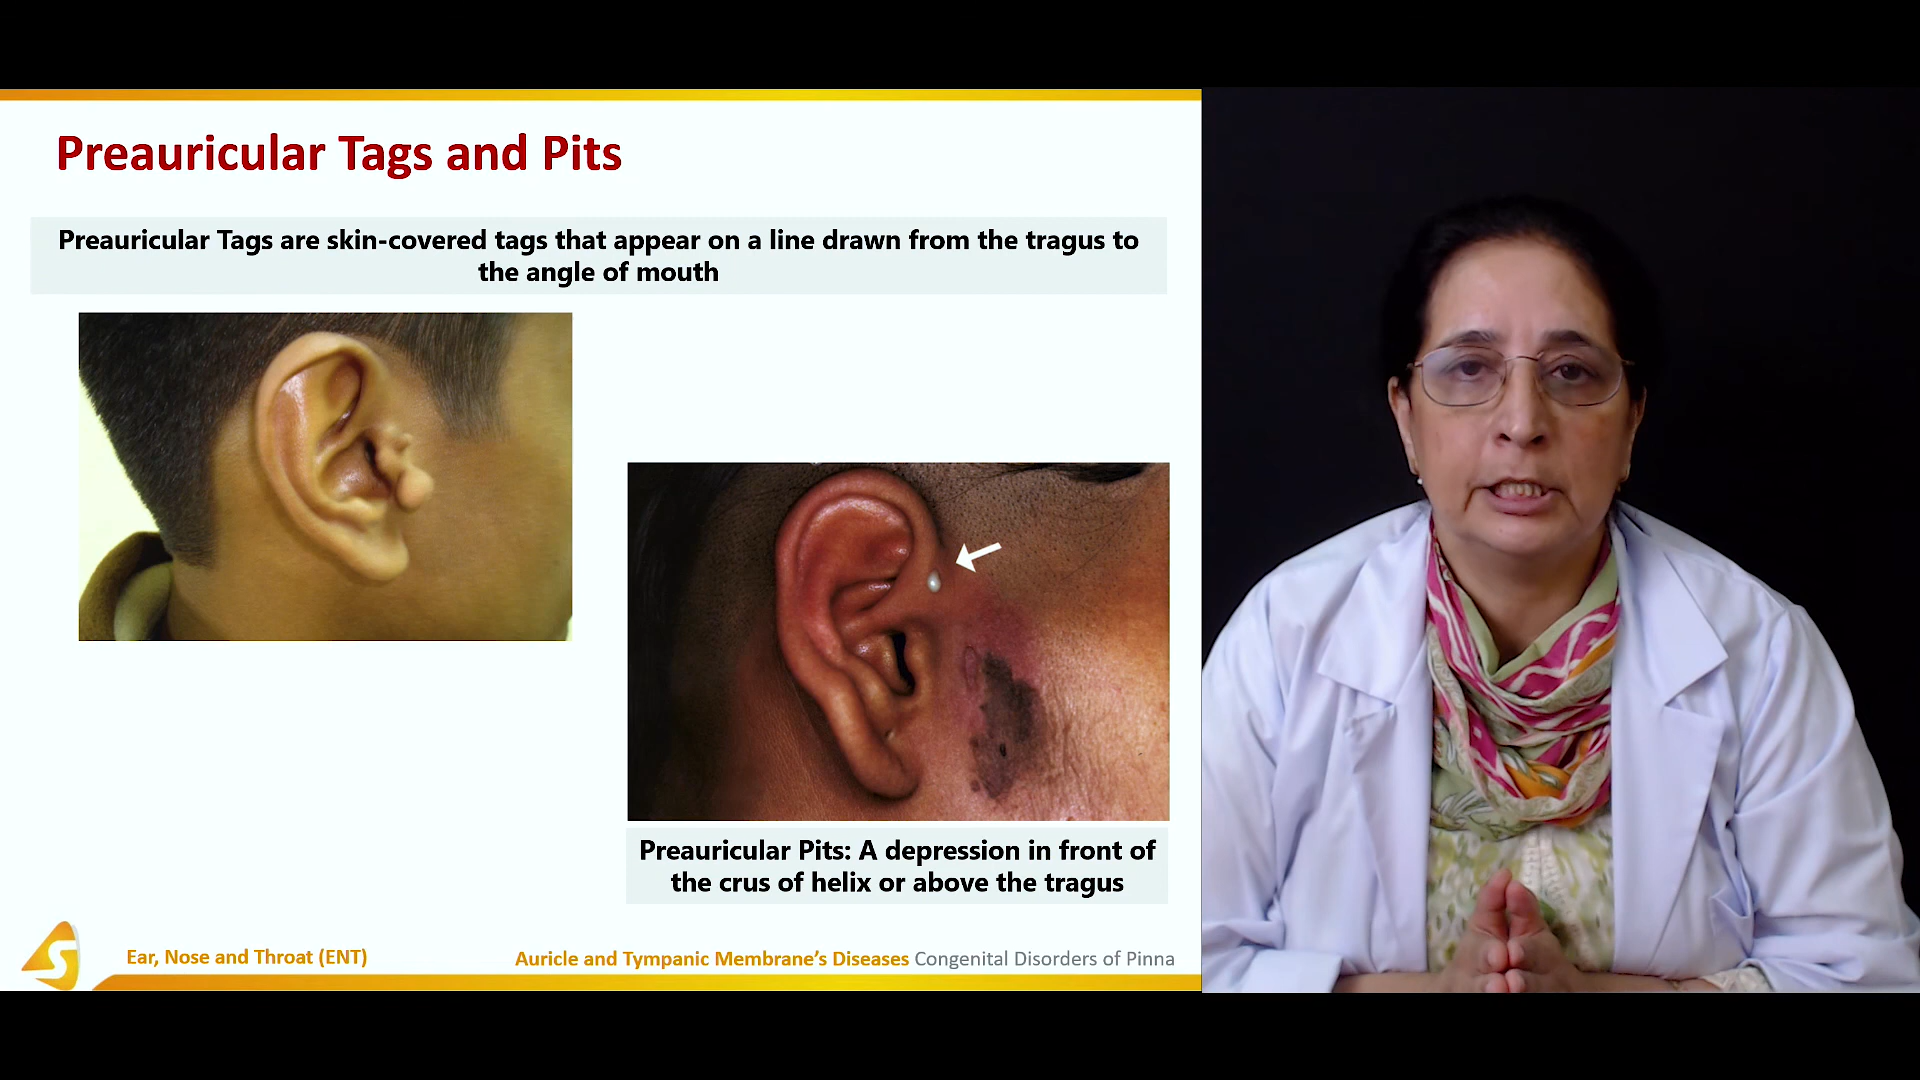 Preauricular Tags and Pits
Preauricular Tags are skin-covered tags that appear on a line drawn from the tragus to
the angle of mouth
Preauricular Pits: A depression in front of
the crus of helix or above the tragus
S
Ear, Nose and Throat (ENT)
Auricle and Tympanic Membrane’s Diseases Congenital Disorders of Pinna